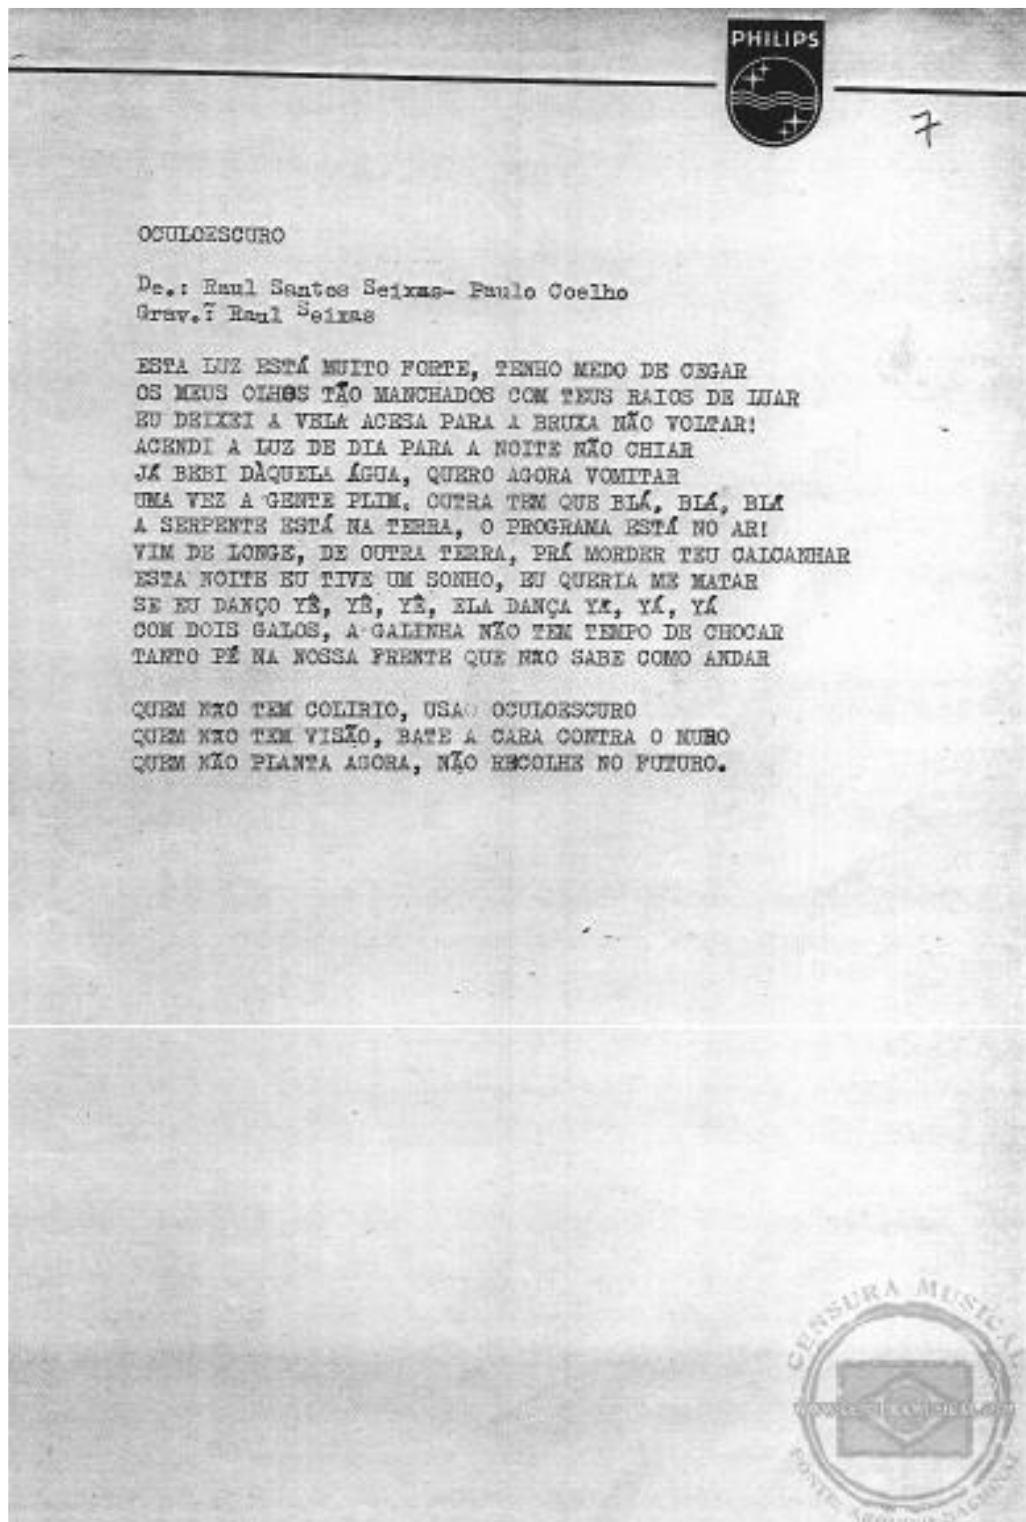 PHILIPS
7
OCULOESCURO
De.: Raul Santos Seixas- Paulo Coelho
Grav.: Raul Seixas
ESTA LUZ ESTÁ MUITO FORTE, TENHO MEDO DE CEGAR
OS MEUS OLHOS TÃO MANCHADOS COM TEUS RAIOS DE LUAR
EU DEIXEI A VELA ACESA PARA A BRUXA NÃO VOLTAR!
ACENDI A LUZ DE DIA PARA A NOITE NÃO CHIAR
JÁ BEBI DÀQUELA ÁGUA, QUERO AGORA VOMITAR
UMA VEZ A GENTE PLIM, OUTRA TEM QUE BLÁ, BLÁ, BLÁ
A SERPENTE ESTÁ NA TERRA, O PROGRAMA ESTÁ NO AR!
VIM DE LONGE, DE OUTRA TERRA, PRÁ MORDER TEU CALCANHAR
ESTA NOITE EU TIVE UM SONHO, EU QUERIA ME MATAR
SE EU DANÇO YÊ, YÊ, YÊ, ELA DANÇA YÁ, YÁ, YÁ
COM DOIS GALOS, A GALINHA NÃO TEM TEMPO DE CHOCAR
TANTO PÉ NA NOSSA FRENTE QUE NÃO SABE COMO ANDAR
QUEM NÃO TEM COLIRIO, USA OCULOESCURO
QUEM NÃO TEM VISÃO, BATE A CARA CONTRA O MURO
QUEM NÃO PLANTA AGORA, NÃO RECOLHE NO FUTURO.
CENSURA MUSICAL
FONTE: ARQUIVO NACIONAL